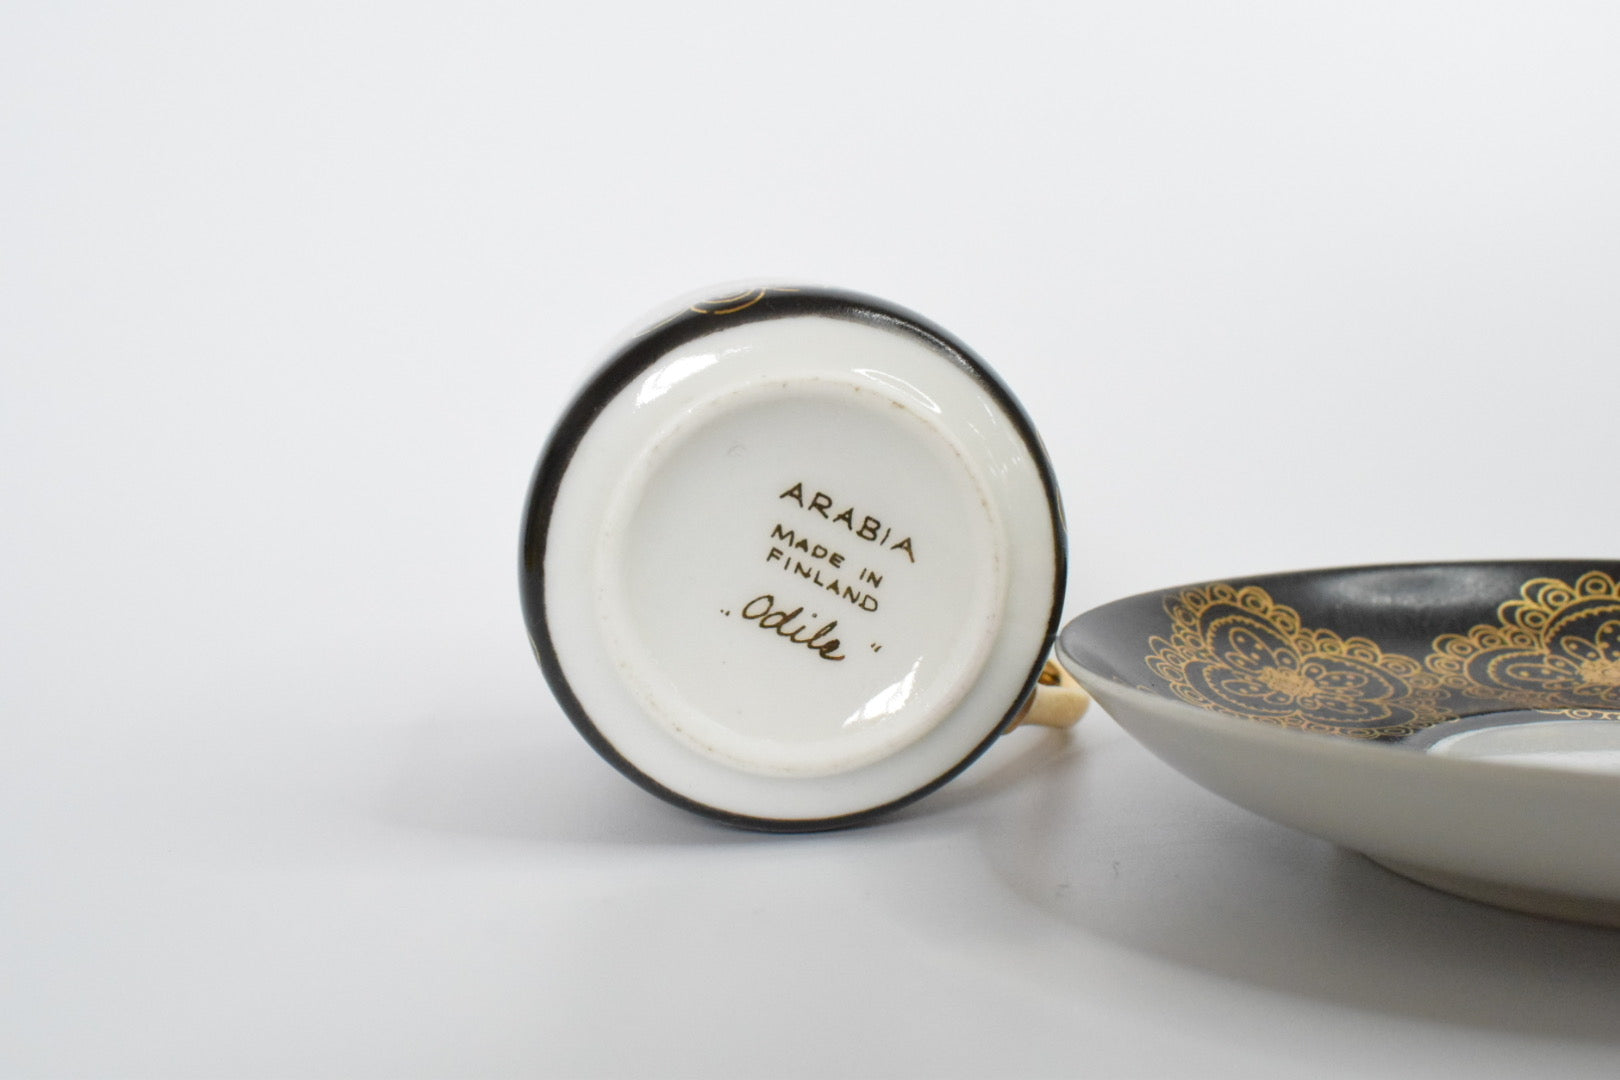 ARABIA
MADE IN
FINLAND
„Odile“